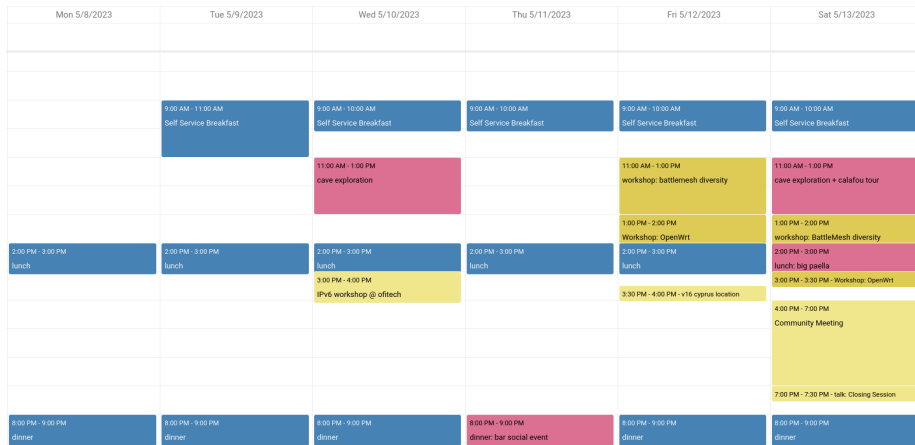 Mon 5/8/2023
Tue 5/9/2023
Wed 5/10/2023
Thu 5/11/2023
Fri 5/12/2023
Sat 5/13/2023
9:00 AM - 11:00 AM
Self Service Breakfast
9:00 AM - 10:00 AM
Self Service Breakfast
9:00 AM - 10:00 AM
Self Service Breakfast
9:00 AM - 10:00 AM
Self Service Breakfast
9:00 AM - 10:00 AM
Self Service Breakfast
11:00 AM - 1:00 PM
cave exploration
11:00 AM - 1:00 PM
workshop: battlemesh diversity
11:00 AM - 1:00 PM
cave exploration + calafou tour
1:00 PM - 2:00 PM
Workshop: OpenWrt
1:00 PM - 2:00 PM
workshop: BattleMesh diversity
2:00 PM - 3:00 PM
lunch
2:00 PM - 3:00 PM
lunch
2:00 PM - 3:00 PM
lunch
2:00 PM - 3:00 PM
lunch
2:00 PM - 3:00 PM
lunch
2:00 PM - 3:00 PM
lunch: big paella
3:00 PM - 4:00 PM
IPv6 workshop @ ofitech
3:30 PM - 4:00 PM - v16 cyprus location
3:00 PM - 3:30 PM - Workshop: OpenWrt
4:00 PM - 7:00 PM
Community Meeting
7:00 PM - 7:30 PM - talk: Closing Session
8:00 PM - 9:00 PM
dinner
8:00 PM - 9:00 PM
dinner
8:00 PM - 9:00 PM
dinner
8:00 PM - 9:00 PM
dinner: bar social event
8:00 PM - 9:00 PM
dinner
8:00 PM - 9:00 PM
dinner